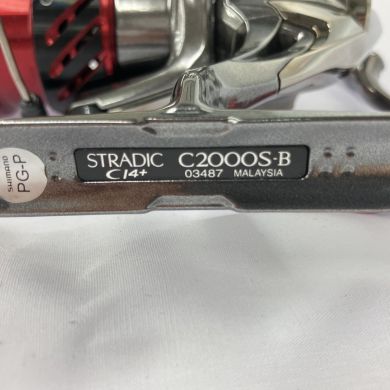 STRADIC C2000S-B
CI4+ 03487 MALAYSIA
SHIMANO
PG-P